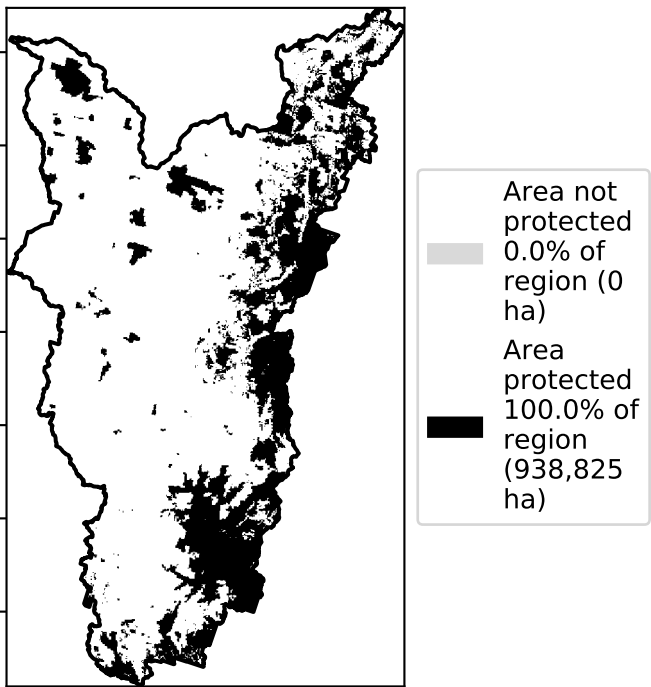 Area not
protected
0.0% of
region (0
ha)
Area
protected
100.0% of
region
(938,825
ha)